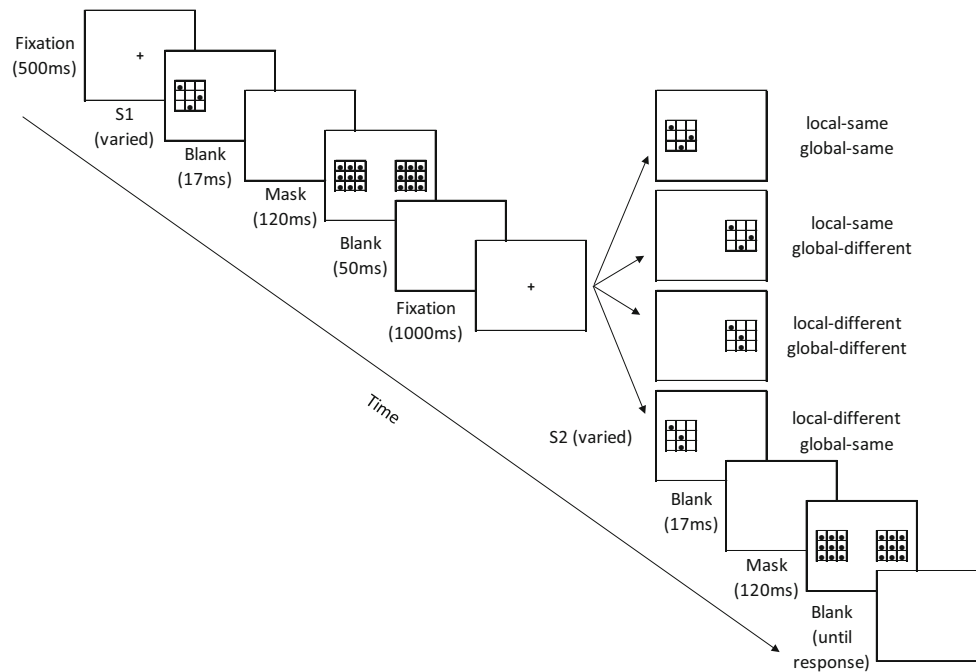 Fixation
(500ms)
S1
(varied)
Blank
(17ms)
Mask
(120ms)
Blank
(50ms)
Fixation
(1000ms)
Time
local-same
global-same
local-same
global-different
local-different
global-different
S2 (varied)
local-different
global-same
Blank
(17ms)
Mask
(120ms)
Blank
(until
response)